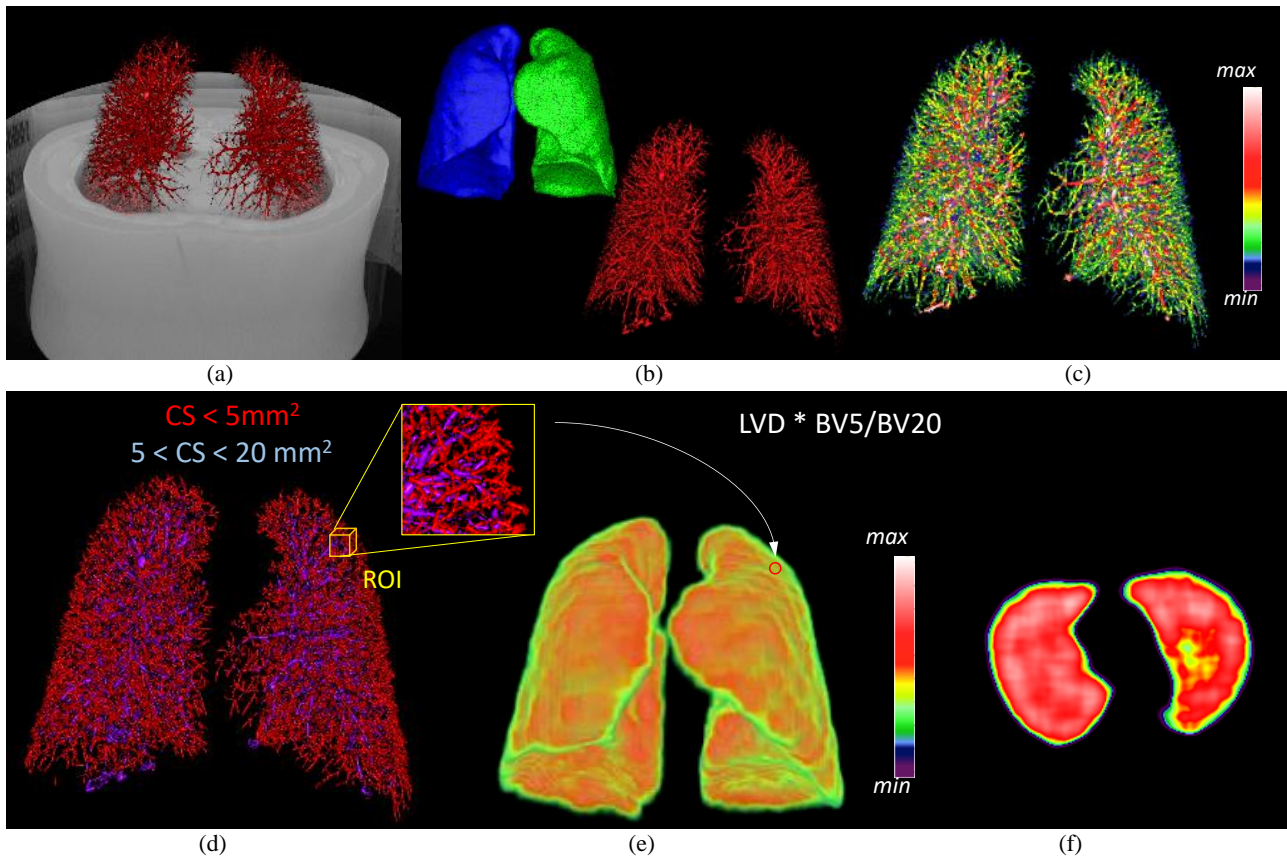 max
min
(a)
(b)
(c)
CS < 5mm²
5 < CS < 20 mm²
LVD * BV5/BV20
ROI
max
min
(d)
(e)
(f)